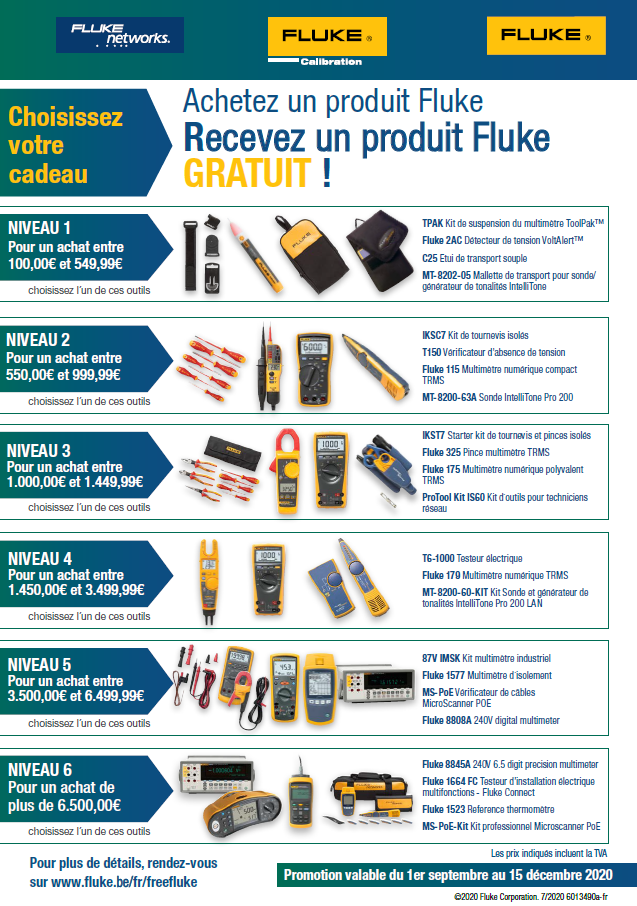 FLUKE
networks.
FLUKE ®
Calibration
FLUKE ®
Choisissez
votre
cadeau
Achetez un produit Fluke
Recevez un produit Fluke
GRATUIT !
NIVEAU 1
Pour un achat entre
100,00€ et 549,99€
choisissez l’un de ces outils
TPAK Kit de suspension du multimètre ToolPak™
Fluke 2AC Détecteur de tension VoltAlert™
C25 Etui de transport souple
MT- 8202-05 Mallette de transport pour sonde/
générateur de tonalités IntelliTone
NIVEAU 2
Pour un achat entre
550,00€ et 999,99€
choisissez l’un de ces outils
IKSC7 Kit de tournevis isolés
T150 Vérificateur d’absence de tension
Fluke 115 Multimètre numérique compact
TRMS
MT- 8200-63A Sonde IntelliTone Pro 200
NIVEAU 3
Pour un achat entre
1.000,00€ et 1.449,99€
choisissez l’un de ces outils
IKST7 Starter kit de tournevis et pinces isolés
Fluke 325 Pince multimètre TRMS
Fluke 175 Multimètre numérique polyvalent
TRMS
ProTool Kit IS60 Kit d’outils pour techniciens
réseau
NIVEAU 4
Pour un achat entre
1.450,00€ et 3.499,99€
choisissez l’un de ces outils
T6-1000 Testeur électrique
Fluke 179 Multimètre numérique TRMS
MT-8200-60-KIT Kit Sonde et générateur de
tonalités IntelliTone Pro 200 LAN
NIVEAU 5
Pour un achat entre
3.500,00€ et 6.499,99€
choisissez l’un de ces outils
87V IMSK Kit multimètre industriel
Fluke 1577 Multimètre d´isolement
MS-PoE Vérificateur de câbles
MicroScanner POE
Fluke 8808A 240V digital multimeter
NIVEAU 6
Pour un achat de
plus de 6.500,00€
choisissez l’un de ces outils
Fluke 8845A 240V 6.5 digit precision multimeter
Fluke 1664 FC Testeur d’installation électrique
multifonctions - Fluke Connect
Fluke 1523 Reference thermomètre
MS-PoE-Kit Kit professionnel Microscanner PoE
Les prix indiqués incluent la TVA
Pour plus de détails, rendez-vous
sur www.fluke.be/fr/freefluke
Promotion valable du 1er septembre au 15 décembre 2020
©2020 Fluke Corporation. 7/2020 6013490a-fr